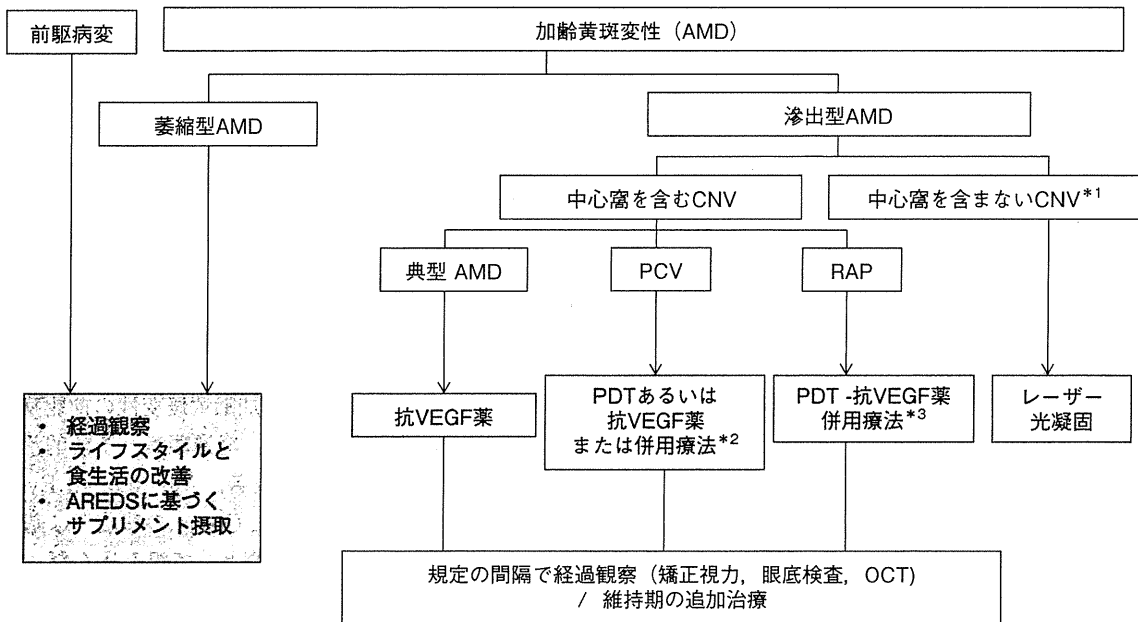 前駆病変
加齢黄斑変性（AMD）
萎縮型AMD
滲出型AMD
中心窩を含むCNV
中心窩を含まないCNV*1
典型 AMD
PCV
RAP
・ 経過観察
・ ライフスタイルと
食生活の改善
・ AREDSに基づく
サプリメント摂取
抗VEGF薬
PDTあるいは
抗VEGF薬
または併用療法*2
PDT -抗VEGF薬
併用療法*3
レーザー
光凝固
規定の間隔で経過観察（矯正視力，眼底検査，OCT)
/ 維持期の追加治療